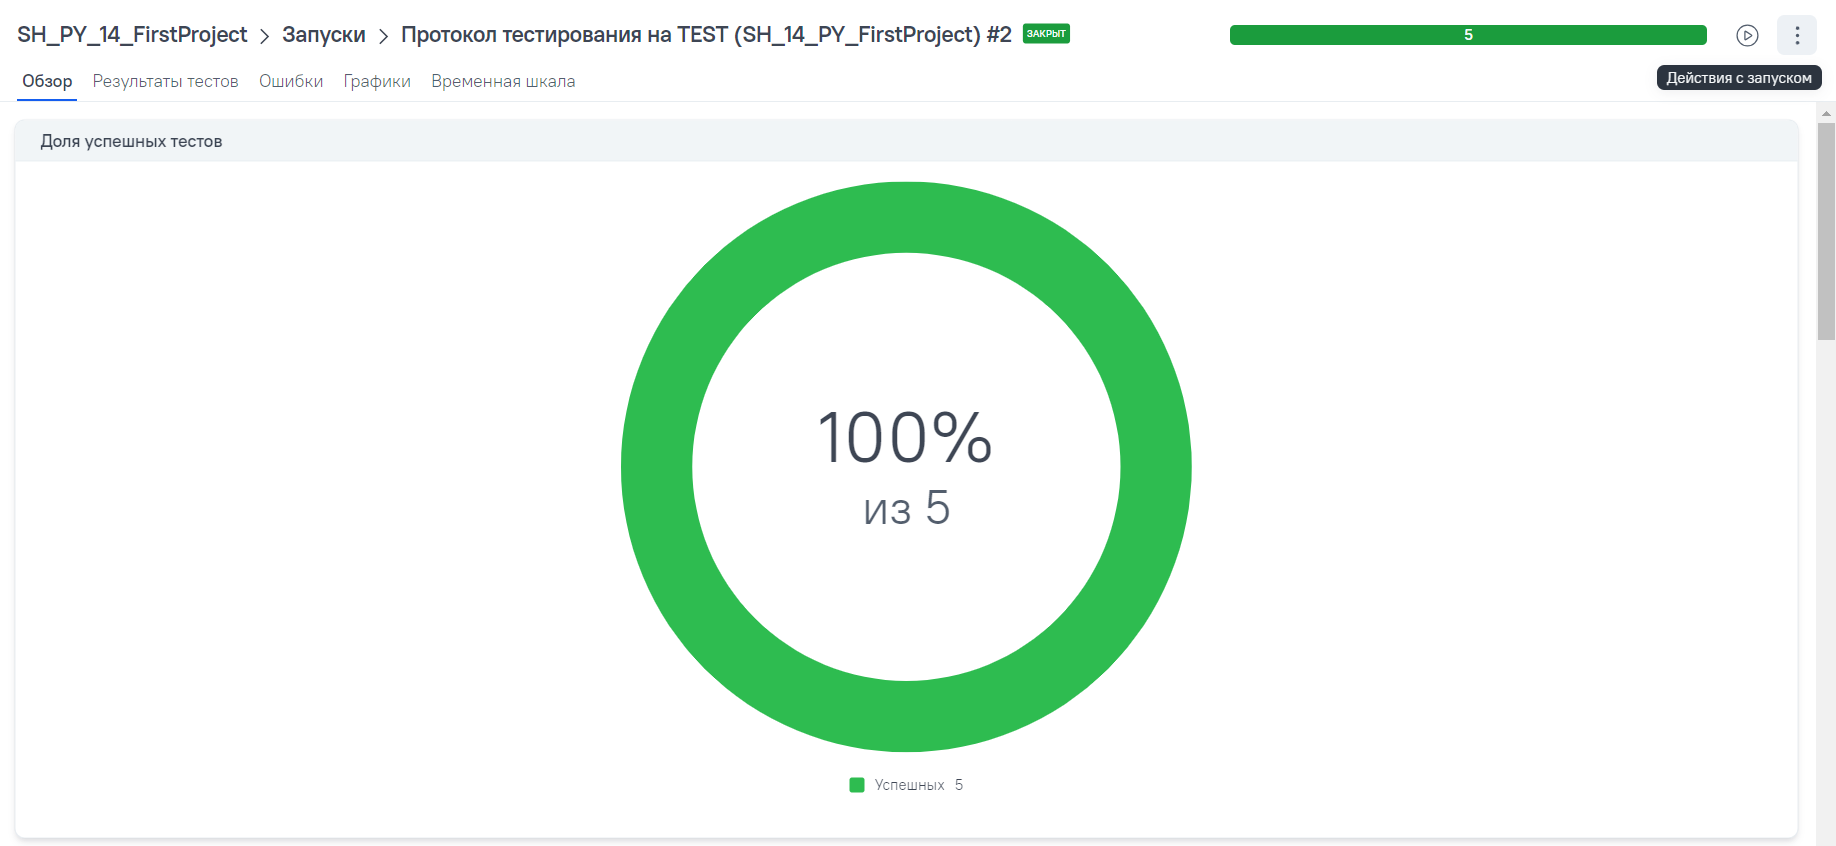 SH_PY_14_FirstProject > Запуски > Протокол тестирования на TEST (SH_14_PY_FirstProject) #2 ЗАКРЫТ 5
Обзор Результаты тестов Ошибки Графики Временная шкала
Действия с запуском
Доля успешных тестов
100%
из 5
Успешных 5